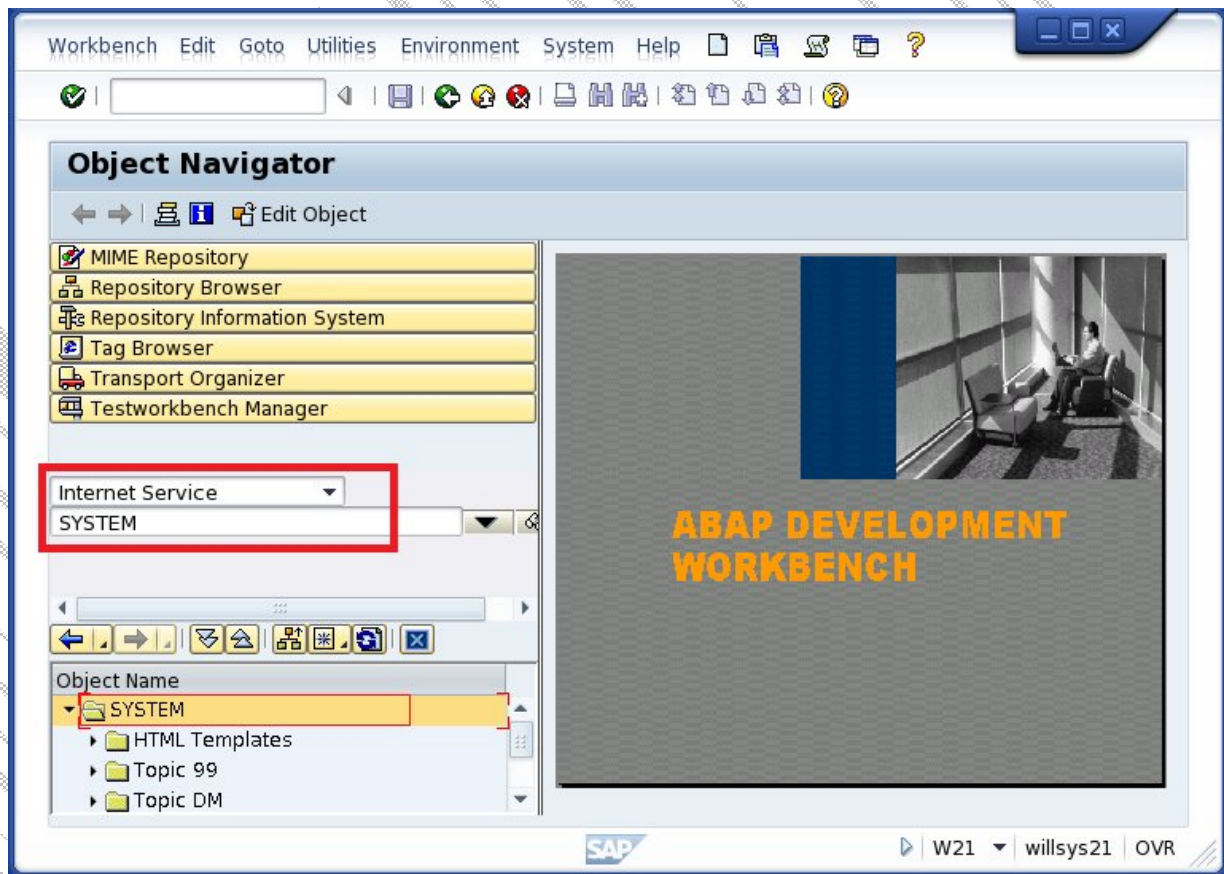 Workbench Edit Goto Utilities Environment System Help
Object Navigator
Edit Object
MIME Repository
Repository Browser
Repository Information System
Tag Browser
Transport Organizer
Testworkbench Manager
Internet Service
SYSTEM
ABAP DEVELOPMENT
WORKBENCH
Object Name
SYSTEM
HTML Templates
Topic 99
Topic DM
SAP
W21 willsys21 OVR